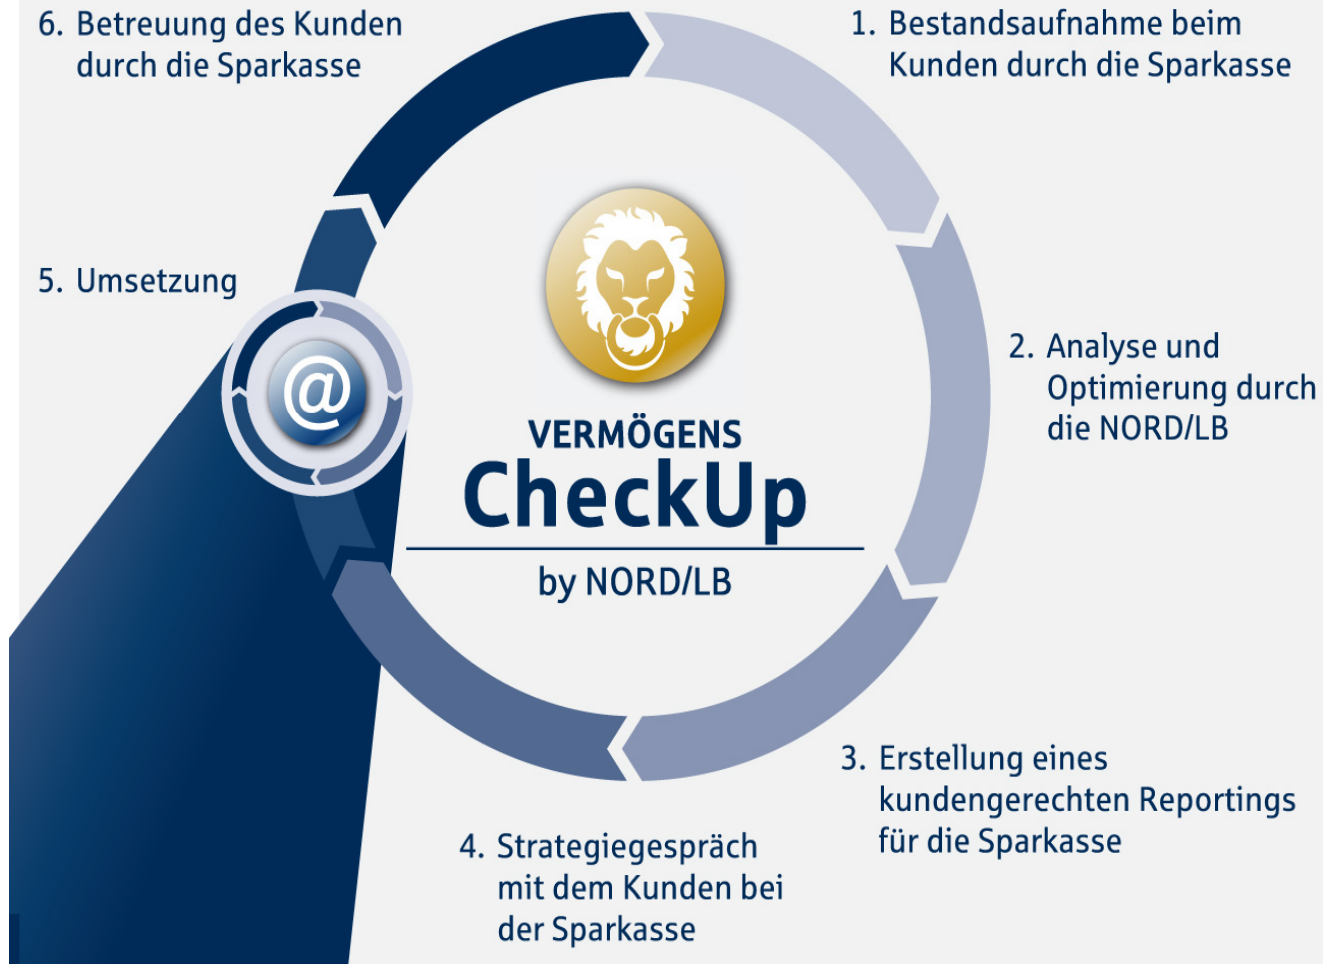 6. Betreuung des Kunden
durch die Sparkasse
1. Bestandsaufnahme beim
Kunden durch die Sparkasse
5. Umsetzung
@
2. Analyse und
Optimierung durch
die NORD/LB
VERMÖGENS
CheckUp
by NORD/LB
3. Erstellung eines
kundengerechten Reportings
für die Sparkasse
4. Strategiegespräch
mit dem Kunden bei
der Sparkasse